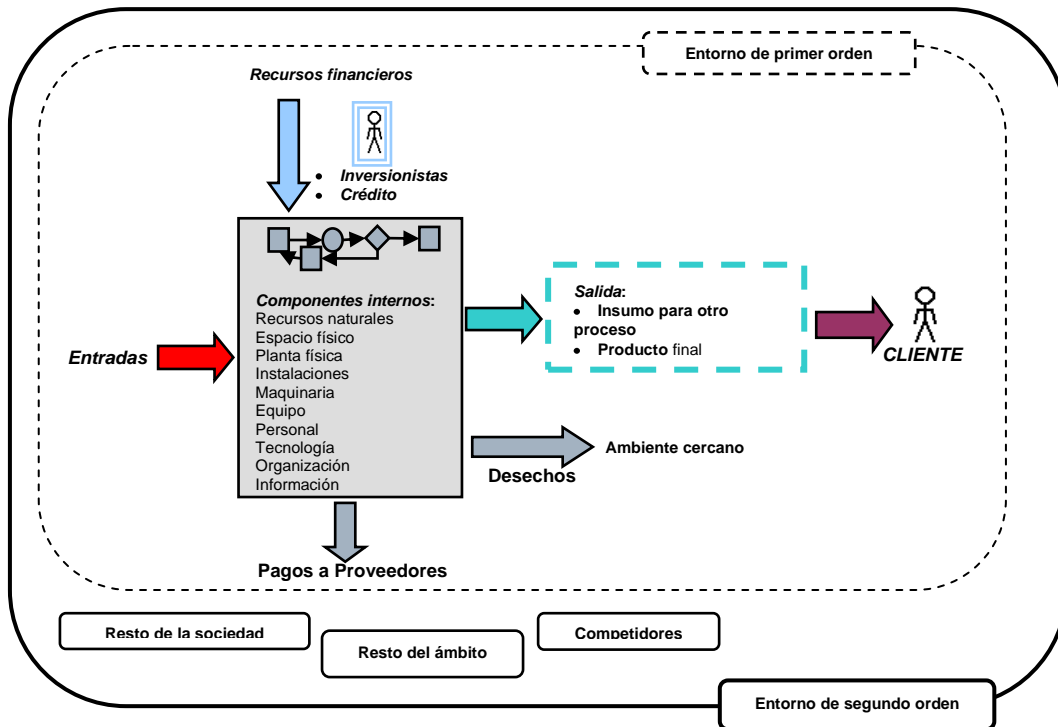 Entorno de primer orden
Recursos financieros
• Inversionistas
• Crédito
Componentes internos:
Recursos naturales
Espacio físico
Planta física
Instalaciones
Maquinaria
Equipo
Personal
Tecnología
Organización
Información
Entradas
Salida:
• Insumo para otro
proceso
• Producto final
CLIENTE
Desechos
Ambiente cercano
Pagos a Proveedores
Resto de la sociedad
Resto del ámbito
Competidores
Entorno de segundo orden